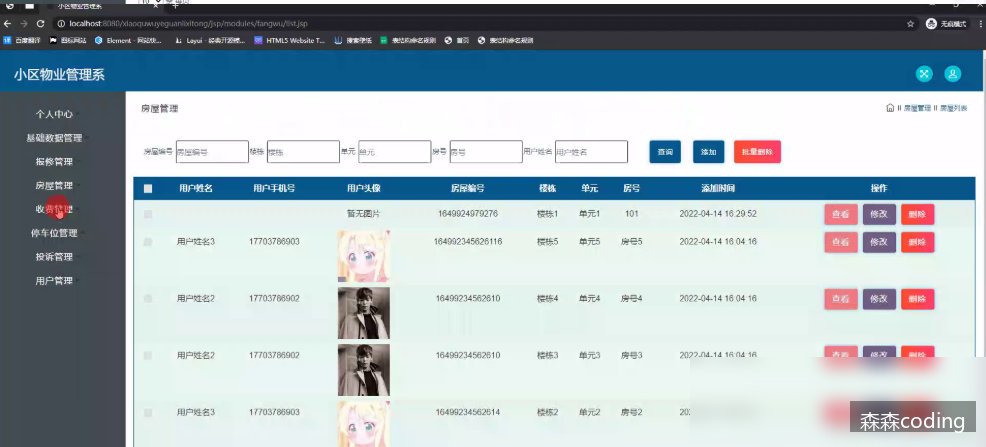 小区物业管理系
localhost:8080/xiaoquwuyeguanlixitong/jsp/modules/fangwu/list.jsp
无痕模式
百度翻译 图标网站 Element - 网站快... Layui - 经典开源模... HTML5 Website T... 搜索壁纸 表结构命名规则 首页 表结构命名规则
小区物业管理系
个人中心
基础数据管理
报修管理
房屋管理
收费管理
停车位管理
投诉管理
用户管理
房屋管理
房屋管理 房屋列表
房屋编号 房屋编号 楼栋 楼栋 单元 单元 房号 房号 用户姓名 用户姓名 查询 添加 批量删除
用户姓名 用户手机号 用户头像 房屋编号 楼栋 单元 房号 添加时间 操作
暂无图片 1649924979276 楼栋1 单元1 101 2022-04-14 16:29:52 查看 修改 删除
用户姓名3 17703786903 164992345626116 楼栋5 单元5 房号5 2022-04-14 16:04:16 查看 修改 删除
用户姓名2 17703786902 16499234562610 楼栋4 单元4 房号4 2022-04-14 16:04:16 查看 修改 删除
用户姓名2 17703786902 16499234562610 楼栋3 单元3 房号3 2022-04-14 16:04:16 查看 修改 删除
用户姓名3 17703786903 16499234562614 楼栋2 单元2 房号2
森森coding